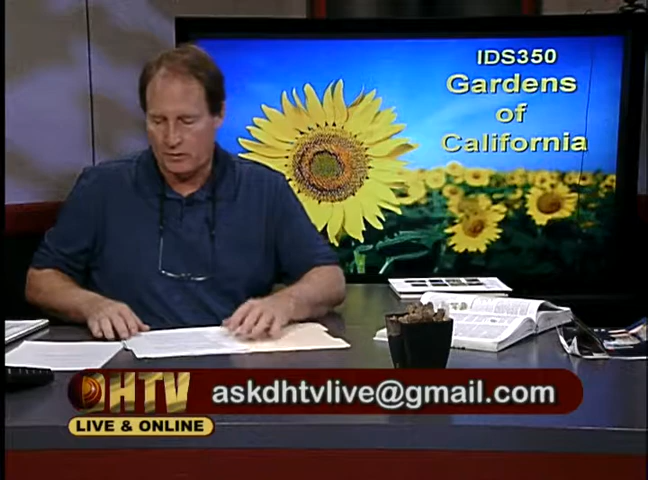 IDS350
Gardens
of
California
DHTV
askdhtvlive@gmail.com
LIVE & ONLINE